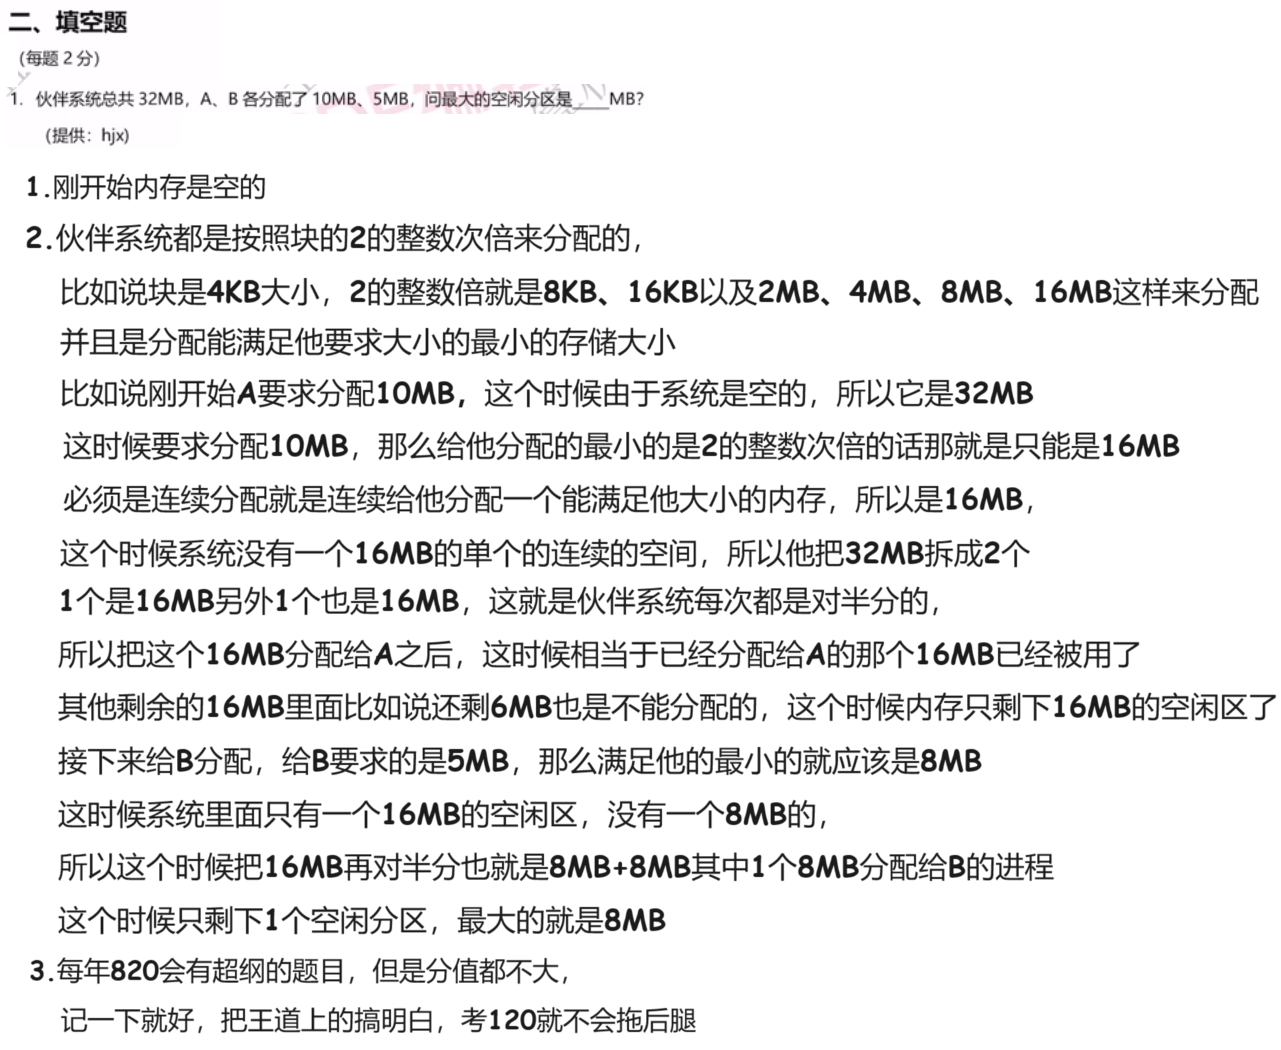 二、填空题
(每题 2 分)
1. 伙伴系统总共 32MB，A、B 各分配了 10MB、5MB，问最大的空闲分区是____MB?
(提供：hjx)
1.刚开始内存是空的
2.伙伴系统都是按照块的2的整数次倍来分配的，
比如说块是4KB大小，2的整数倍就是8KB、16KB以及2MB、4MB、8MB、16MB这样来分配
并且是分配能满足他要求大小的最小的存储大小
比如说刚开始A要求分配10MB，这个时候由于系统是空的，所以它是32MB
这时候要求分配10MB，那么给他分配的最小的是2的整数次倍的话那就是只能是16MB
必须是连续分配就是连续给他分配一个能满足他大小的内存，所以是16MB，
这个时候系统没有一个16MB的单个的连续的空间，所以他把32MB拆成2个
1个是16MB另外1个也是16MB，这就是伙伴系统每次都是对半分的，
所以把这个16MB分配给A之后，这时候相当于已经分配给A的那个16MB已经被用了
其他剩余的16MB里面比如说还剩6MB也是不能分配的，这个时候内存只剩下16MB的空闲区了
接下来给B分配，给B要求的是5MB，那么满足他的最小的就应该是8MB
这时候系统里面只有一个16MB的空闲区，没有一个8MB的，
所以这个时候把16MB再对半分也就是8MB+8MB其中1个8MB分配给B的进程
这个时候只剩下1个空闲分区，最大的就是8MB
3.每年820会有超纲的题目，但是分值都不大，
记一下就好，把王道上的搞明白，考120就不会拖后腿